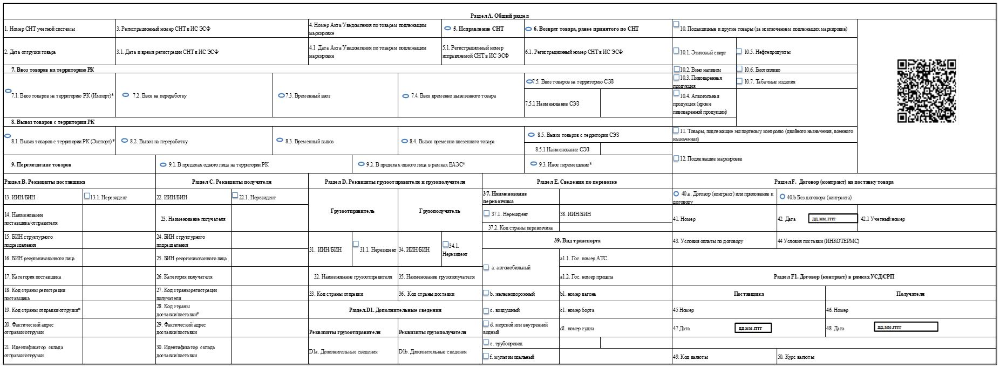 Раздел А. Общий раздел
1. Номер СНТ учетной системы
3. Регистрационный номер СНТ в ИС ЭСФ
4. Номер Акта/Уведомления по товарам подлежащим
маркировке
5. Исправление СНТ
6. Возврат товара, ранее принятого по СНТ
10. Подакцизные и другие товары (за исключением подлежащих маркировке)
2. Дата отгрузки товара
3.1. Дата и время регистрации СНТ в ИС ЭСФ
4.1 Дата Акта/Уведомления по товарам подлежащим
маркировке
5.1. Регистрационный номер
исправляемой СНТ в ИС ЭСФ
6.1. Регистрационный номер СНТ в ИС ЭСФ
10.1. Этиловый спирт
10.5. Нефтепродукты
7. Ввоз товаров на территорию РК
10.2. Вино наливом
10.6. Биотопливо
7.1. Ввоз товаров на территорию РК (Импорт)*
7.2. Ввоз на переработку
7.3. Временный ввоз
7.4. Ввоз временно вывезенного товара
7.5. Ввоз товаров на территорию СЭЗ
10.3. Пивоваренная
продукция
10.7. Табачные изделия
7.5.1 Наименование СЭЗ
10.4. Алкогольная
продукция (кроме
пивоваренной продукции)
8. Вывоз товаров с территории РК
8.1. Вывоз товаров с территории РК (Экспорт)*
8.2. Вывоз на переработку
8.3. Временный вывоз
8.4. Вывоз временно ввезенного товара
8.5. Вывоз товаров с территории СЭЗ
11. Товары, подлежащие экспортному контролю (двойного назначения, военного
назначения)
8.5.1 Наименование СЭЗ
9. Перемещение товаров
9.1. В пределах одного лица на территории РК
9.2. В пределах одного лица в рамках ЕАЭС*
9.3. Иное перемещение*
12. Подлежащие маркировке
Раздел B. Реквизиты поставщика
Раздел C. Реквизиты получателя
Раздел D. Реквизиты грузоотправителя и грузополучателя
Раздел E. Сведения по перевозке
Раздел F. Договор (контракт) на поставку товара
13. ИИН/БИН
13.1. Нерезидент
22. ИИН/БИН
22.1. Нерезидент
Грузоотправитель
Грузополучатель
37. Наименование
перевозчика
40.a. Договор (контракт) или приложение к
договору
40.b Без договора (контракта)
14. Наименование
поставщика/отправителя
23. Наименование получателя
37.1. Нерезидент
38. ИИН/БИН
37.2. Код страны перевозчика
41. Номер
42. Дата
дд.мм.гггг
42.1 Учетный номер
15. БИН структурного
подразделения
24. БИН структурного
подразделения
31. ИИН/БИН
31.1. Нерезидент
34. ИИН/БИН
34.1.
Нерезидент
39. Вид транспорта
43. Условия оплаты по договору
44 Условия поставки (ИНКОТЕРМС)
16. БИН реорганизованного лица
25. БИН реорганизованного лица
a. автомобильный
a1.1. Гос. номер АТС
17. Категория поставщика
26. Категория получателя
32. Наименование грузоотправителя
35. Наименование грузополучателя
a1.2. Гос. номер прицепа
Раздел F1. Договор (контракт) в рамках УСД/СРП
18. Код страны регистрации
поставщика
27. Код страны регистрации
получателя
33. Код страны отправки
36. Код страны доставки
b. железнодорожный
b1. номер вагона
Поставщика
Получателя
19. Код страны отправки/отгрузки*
28. Код страны
доставки/поставки*
Раздел.D1. Дополнительные сведения
c. воздушный
c1. номер борта
45 Номер
46. Номер
20. Фактический адрес
отправки/отгрузки
29. Фактический адрес
доставки/поставки
Реквизиты грузоотправителя
Реквизиты грузополучателя
d. морской или внутренний
водный
d1. номер судна
47 Дата
дд.мм.гггг
48. Дата
дд.мм.гггг
21. Идентификатор склада
отправки/отгрузки
30. Идентификатор склада
доставки/поставки
D1a. Дополнительные сведения
D1b. Дополнительные сведения
e. трубопровод
f. мультимодальный
49. Код валюты
50. Курс валюты